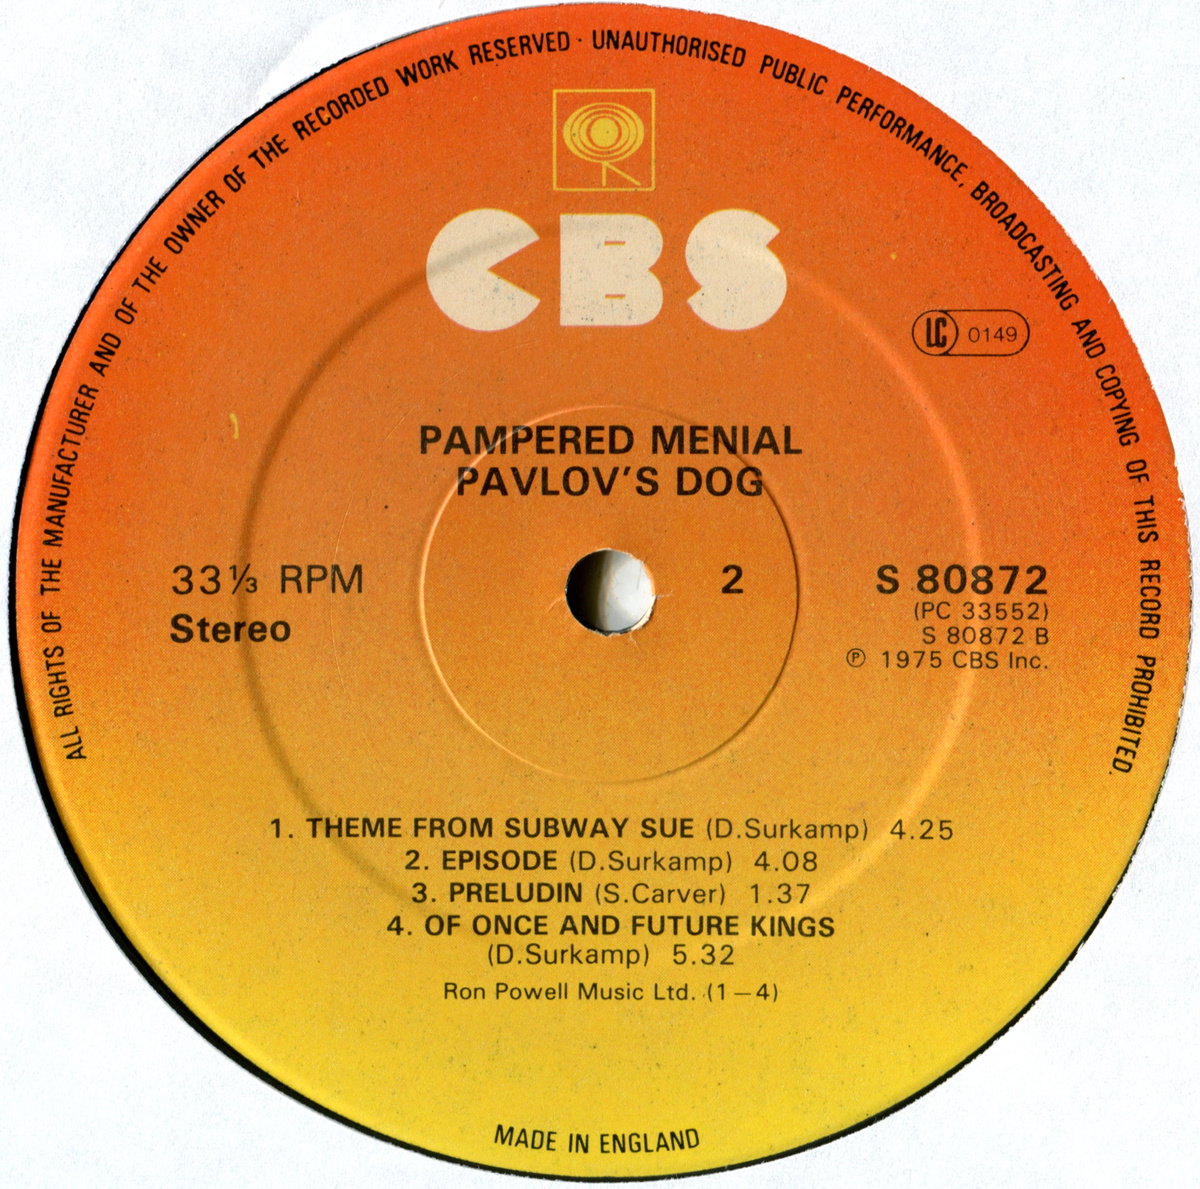 ALL RIGHTS OF THE MANUFACTURER AND OF THE OWNER OF THE RECORDED WORK RESERVED · UNAUTHORISED PUBLIC PERFORMANCE, BROADCASTING AND COPYING OF THIS RECORD PROHIBITED.
CBS
LC 0149
PAMPERED MENIAL
PAVLOV'S DOG
33⅓ RPM
Stereo
2
S 80872
(PC 33552)
S 80872 B
℗ 1975 CBS Inc.
1. THEME FROM SUBWAY SUE (D.Surkamp) 4.25
2. EPISODE (D.Surkamp) 4.08
3. PRELUDIN (S.Carver) 1.37
4. OF ONCE AND FUTURE KINGS
(D.Surkamp) 5.32
Ron Powell Music Ltd. (1—4)
MADE IN ENGLAND